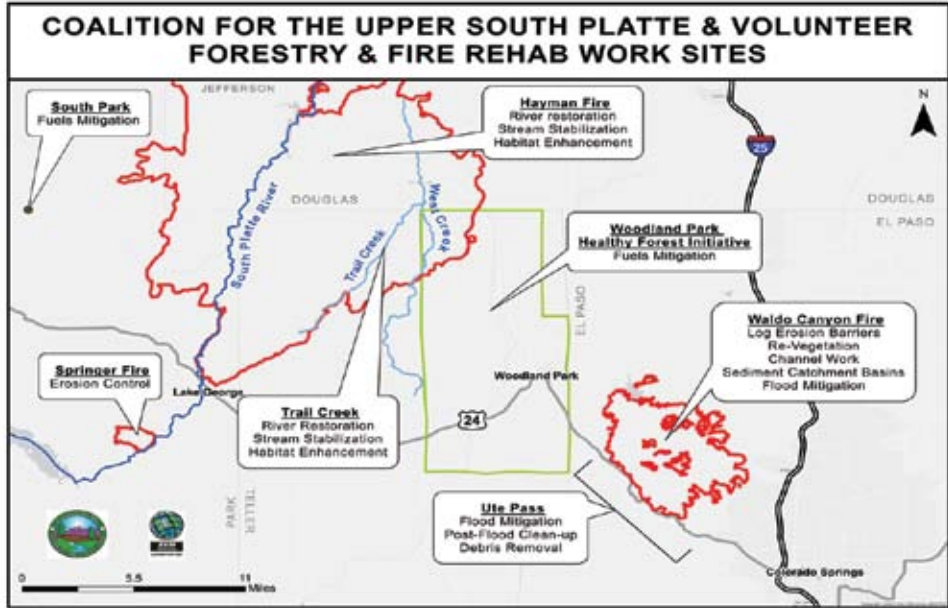 COALITION FOR THE UPPER SOUTH PLATTE & VOLUNTEER
FORESTRY & FIRE REHAB WORK SITES
JEFFERSON
South Park
Fuels Mitigation
Hayman Fire
River restoration
Stream Stabilization
Habitat Enhancement
N
25
DOUGLAS
DOUGLAS
EL PASO
South Platte River
Trail Creek
West Creek
Woodland Park
Healthy Forest Initiative
Fuels Mitigation
EL PASO
Waldo Canyon Fire
Log Erosion Barriers
Re-Vegetation
Channel Work
Sediment Catchment Basins
Flood Mitigation
Springer Fire
Erosion Control
Lake George
Woodland Park
24
Trail Creek
River Restoration
Stream Stabilization
Habitat Enhancement
PARK
TELLER
Ute Pass
Flood Mitigation
Post-Flood Clean-up
Debris Removal
Colorado Springs
0 5.5 11
Miles